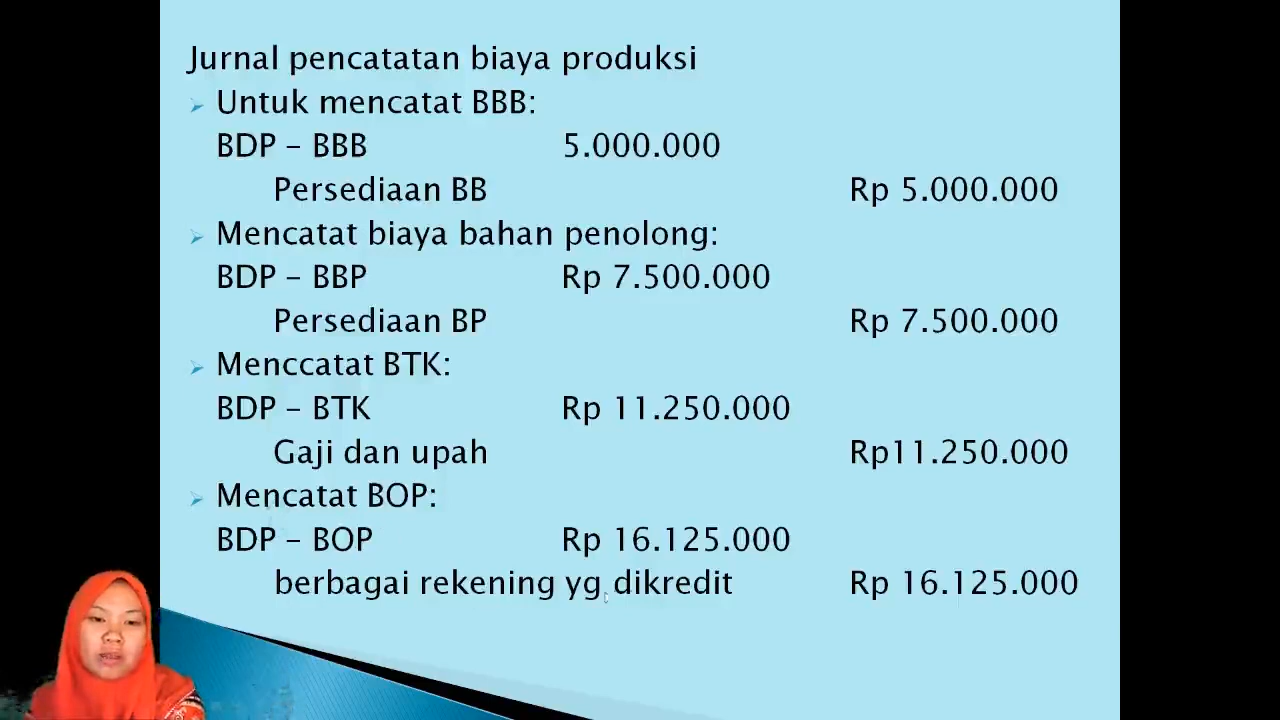 Jurnal pencatatan biaya produksi
Untuk mencatat BBB:
BDP – BBB 5.000.000
Persediaan BB Rp 5.000.000
Mencatat biaya bahan penolong:
BDP – BBP Rp 7.500.000
Persediaan BP Rp 7.500.000
Menccatat BTK:
BDP – BTK Rp 11.250.000
Gaji dan upah Rp11.250.000
Mencatat BOP:
BDP – BOP Rp 16.125.000
berbagai rekening yg dikredit Rp 16.125.000